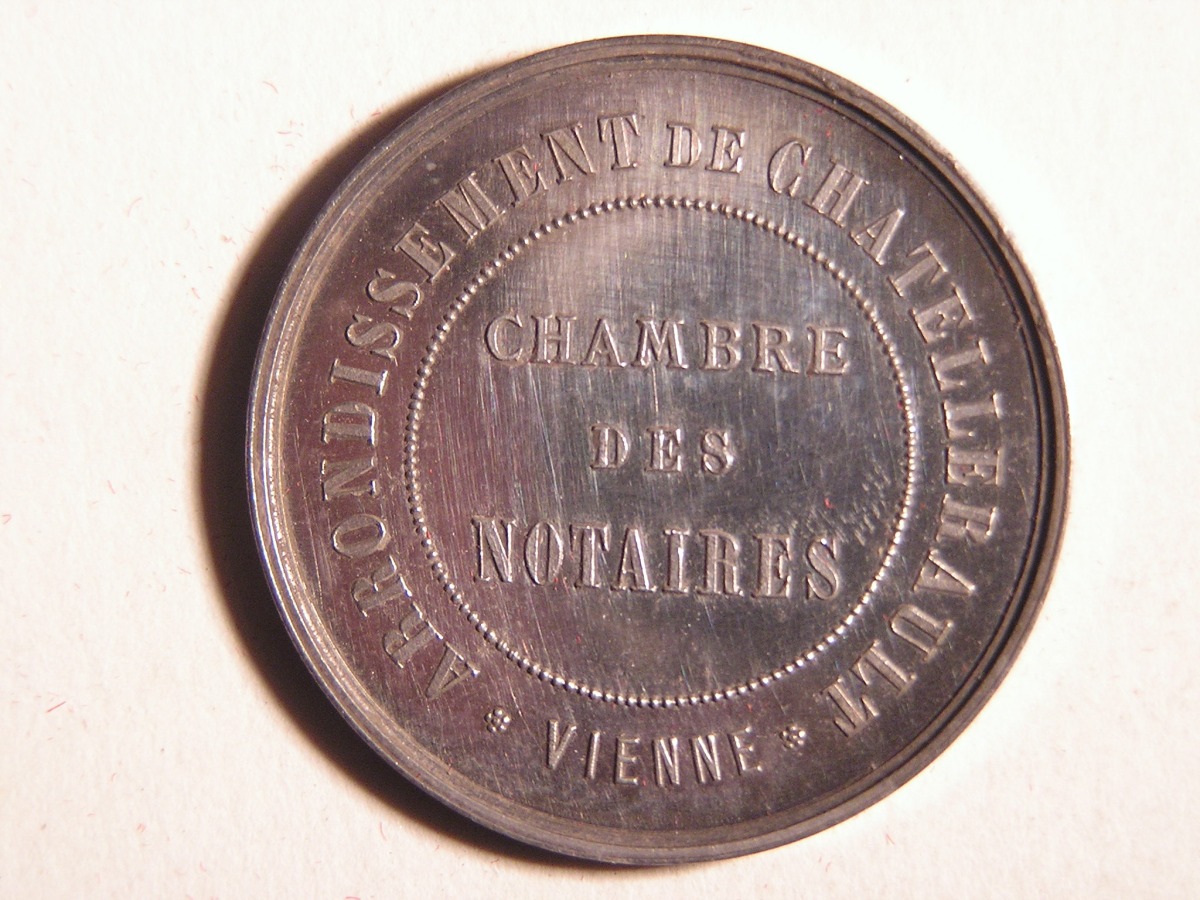 ARRONDISSEMENT DE CHATELLERAULT
CHAMBRE
DES
NOTAIRES
* VIENNE *